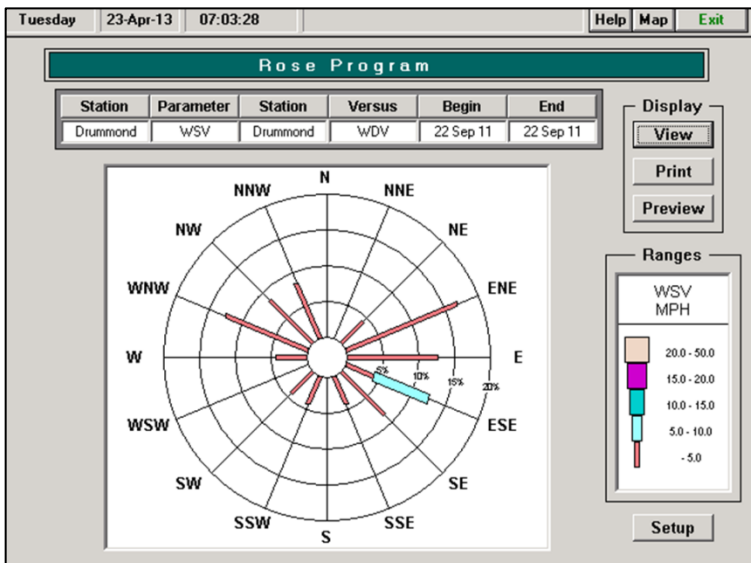 Tuesday 23-Apr-13 07:03:28 Help Map Exit
Rose Program
Station Parameter Station Versus Begin End
Drummond WSV Drummond WDV 22 Sep 11 22 Sep 11
Display
View
Print
Preview
N
NNW NNE
NW NE
WNW ENE
W E
5% 10% 15% 20%
WSW ESE
SW SE
SSW SSE
S
Ranges
WSV
MPH
20.0 - 50.0
15.0 - 20.0
10.0 - 15.0
5.0 - 10.0
- 5.0
Setup